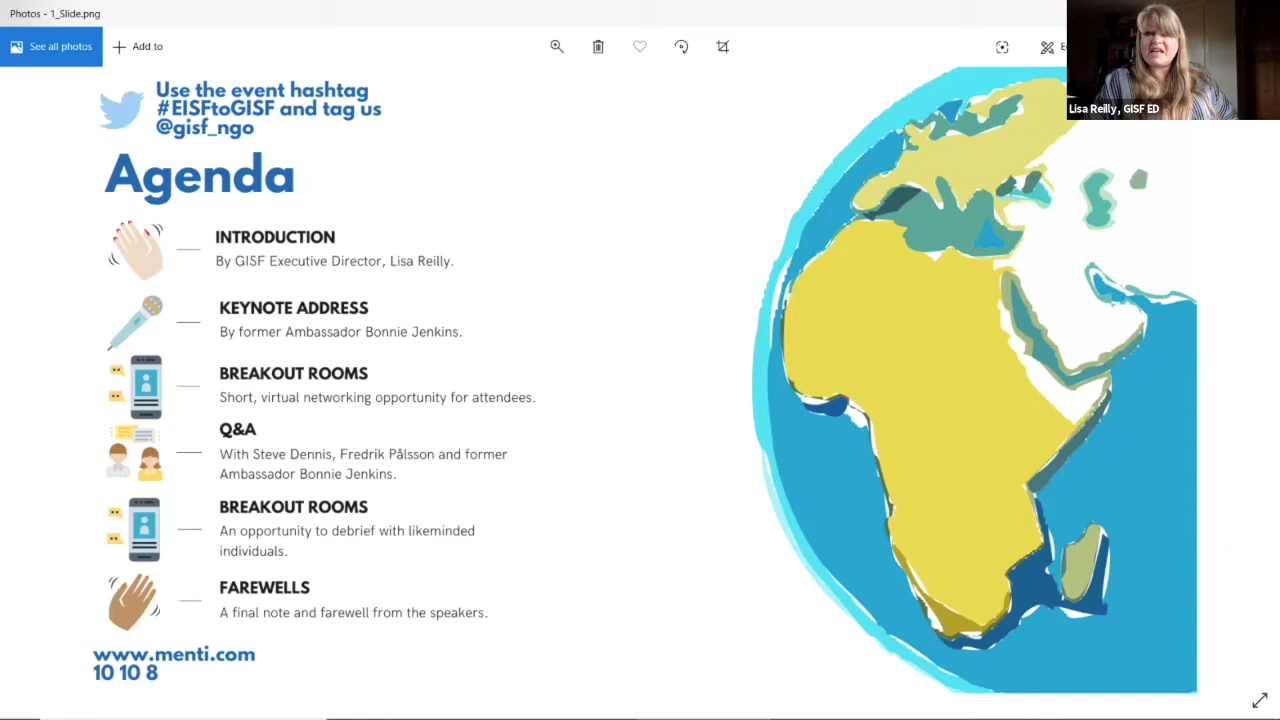 Photos - 1_Slide.png
See all photos
Add to
Lisa Reilly, GISF ED
Use the event hashtag
#EISFtoGISF and tag us
@gisf_ngo
Agenda
INTRODUCTION
By GISF Executive Director, Lisa Reilly.
KEYNOTE ADDRESS
By former Ambassador Bonnie Jenkins.
BREAKOUT ROOMS
Short, virtual networking opportunity for attendees.
Q&A
With Steve Dennis, Fredrik Pålsson and former
Ambassador Bonnie Jenkins.
BREAKOUT ROOMS
An opportunity to debrief with likeminded
individuals.
FAREWELLS
A final note and farewell from the speakers.
www.menti.com
10 10 8